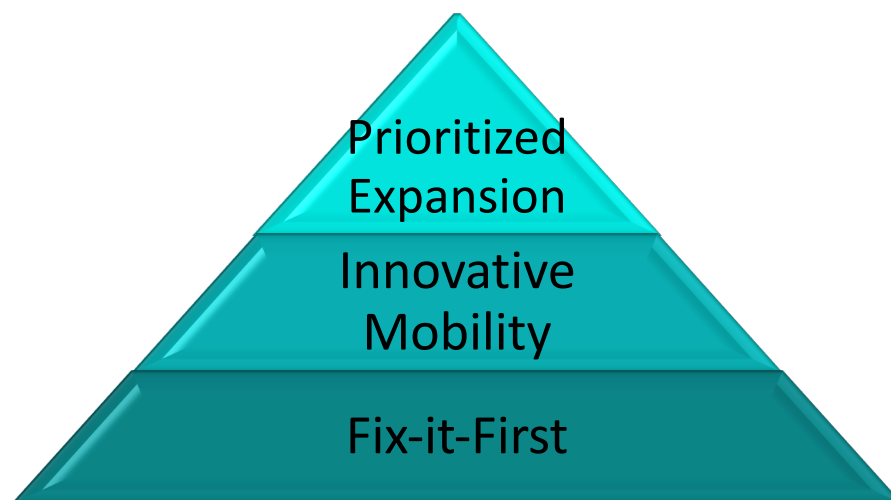 Prioritized
Expansion
Innovative
Mobility
Fix-it-First